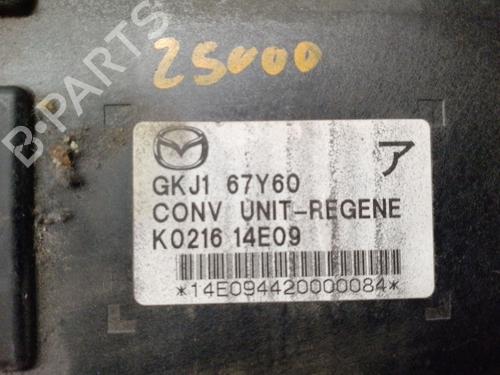 25000
B-PARTS
ア
GKJ1 67Y60
CONV UNIT-REGENE
K0216 14E09
*14E094420000084*